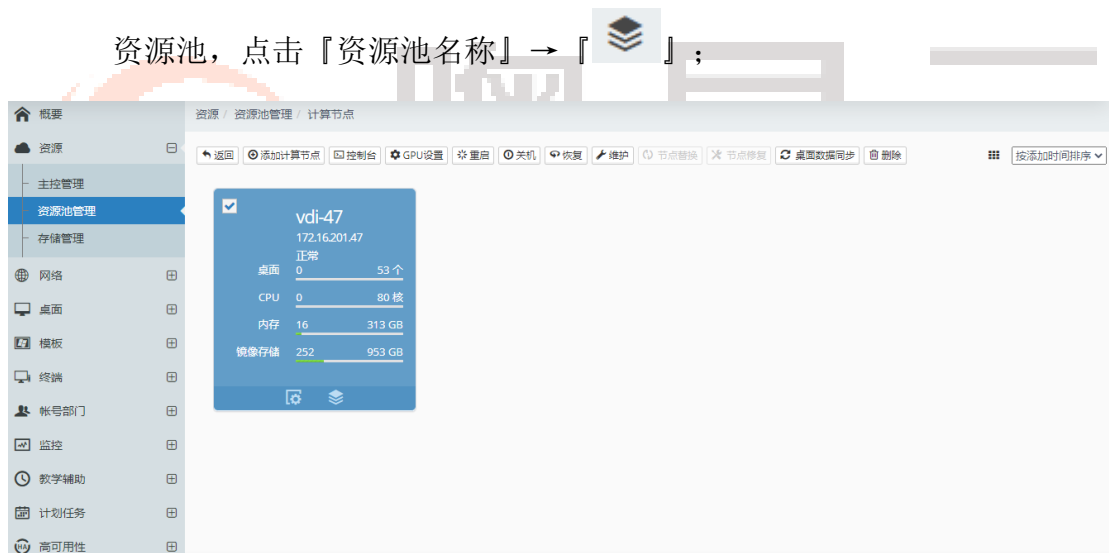 资源池，点击『资源池名称』→『 』；
概要
资源 / 资源池管理 / 计算节点
资源
返回 添加计算节点 控制台 GPU设置 重启 关机 恢复 维护 节点替换 节点修复 桌面数据同步 删除 按添加时间排序
主控管理
资源池管理
存储管理
网络
桌面
模板
终端
帐号部门
监控
教学辅助
计划任务
HA 高可用性
vdi-47
172.16.201.47
正常
桌面 0 53 个
CPU 0 80 核
内存 16 313 GB
镜像存储 252 953 GB